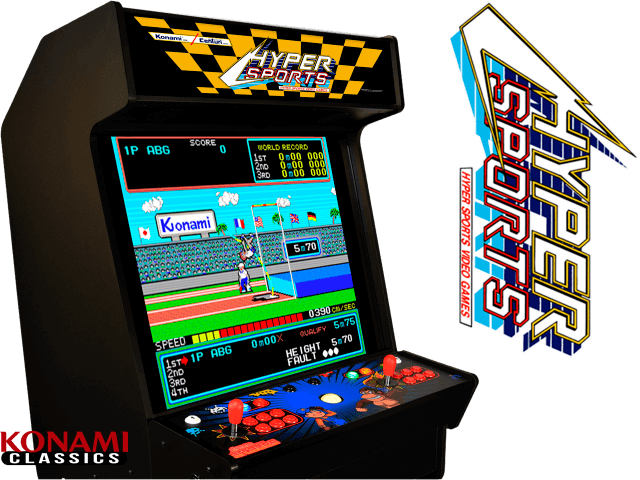 Konami Centuri
HYPER
SPORTS
SCORE
1P ABG 0
WORLD RECORD
1ST 0m00 000
2ND 0m00 000
3RD 0m00 000
Konami
5m70
0390 CM/SEC
SPEED
1ST 1P ABG 0m00X QUALIFY 5m75
2ND
3RD
4TH
HEIGHT 5m70
FAULT
HYPER
SPORTS
HYPER SPORTS VIDEO GAMES
KONAMI
CLASSICS